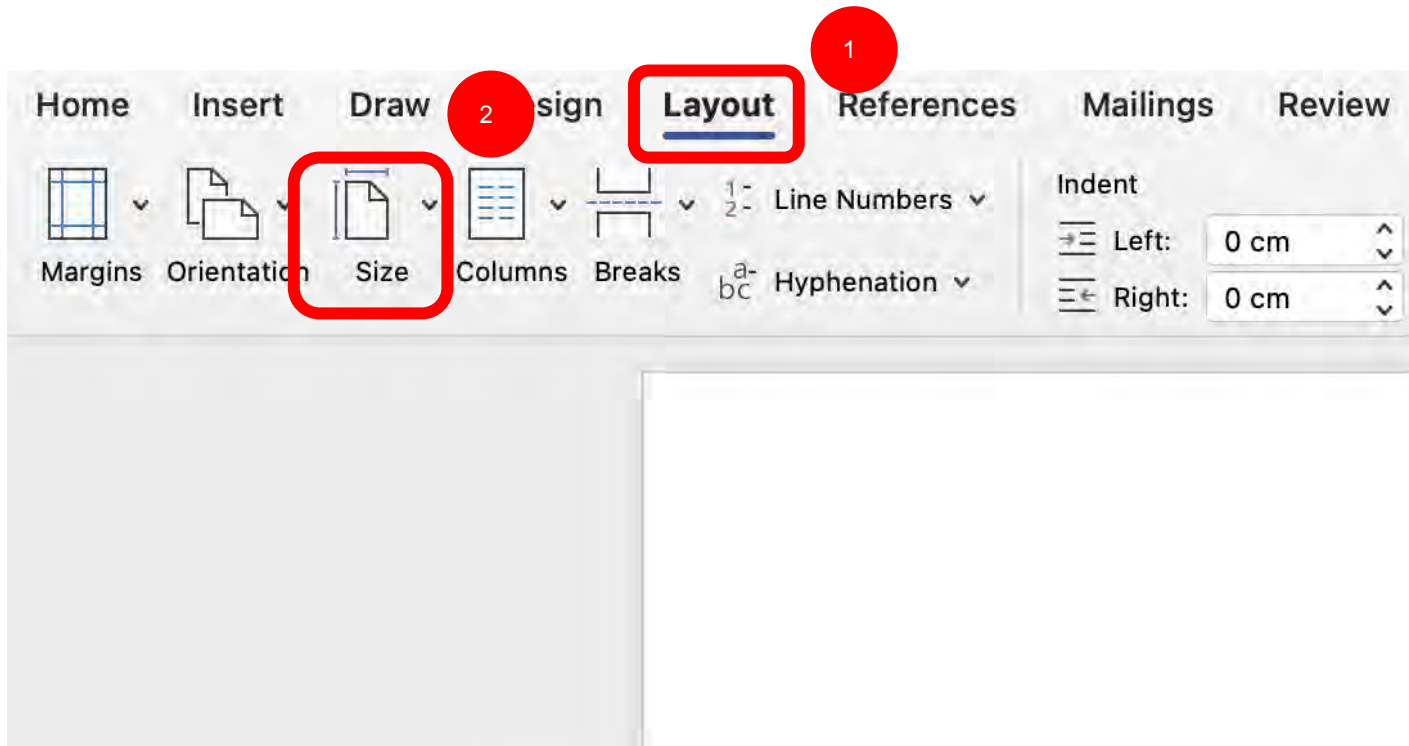 1
Home Insert Draw 2 sign Layout References Mailings Review
Line Numbers Indent
Left: 0 cm
Margins Orientation Size Columns Breaks Hyphenation Right: 0 cm